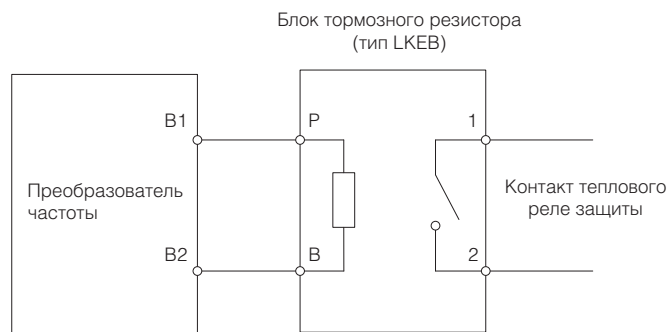 Блок тормозного резистора
(тип LKEB)
B1
P
1
Преобразователь
частоты
Контакт теплового
реле защиты
B2
B
2